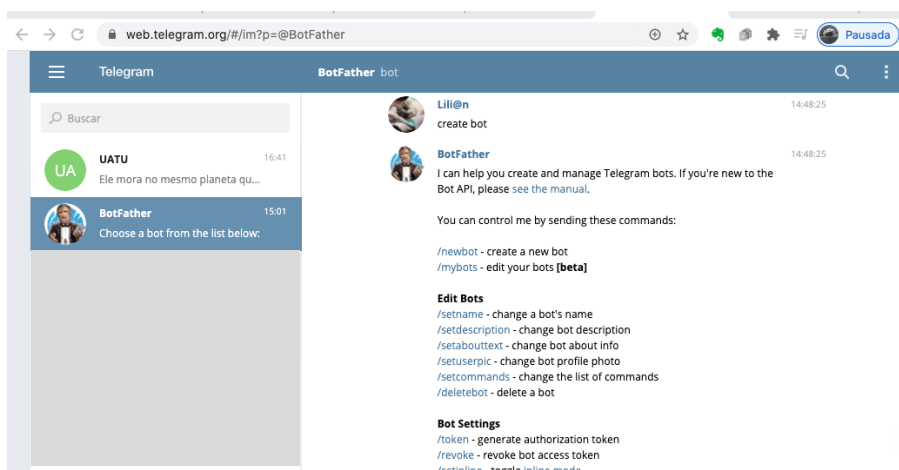 web.telegram.org/#/im?p=@BotFather
Pausada
Telegram
BotFather bot
Buscar
UA
UATU 16:41
Ele mora no mesmo planeta qu...
BotFather 15:01
Choose a bot from the list below:
Lili@n 14:48:25
create bot
BotFather 14:48:25
I can help you create and manage Telegram bots. If you're new to the
Bot API, please see the manual.
You can control me by sending these commands:
/newbot - create a new bot
/mybots - edit your bots [beta]
Edit Bots
/setname - change a bot's name
/setdescription - change bot description
/setabouttext - change bot about info
/setuserpic - change bot profile photo
/setcommands - change the list of commands
/deletebot - delete a bot
Bot Settings
/token - generate authorization token
/revoke - revoke bot access token
/setinline - toggle inline mode